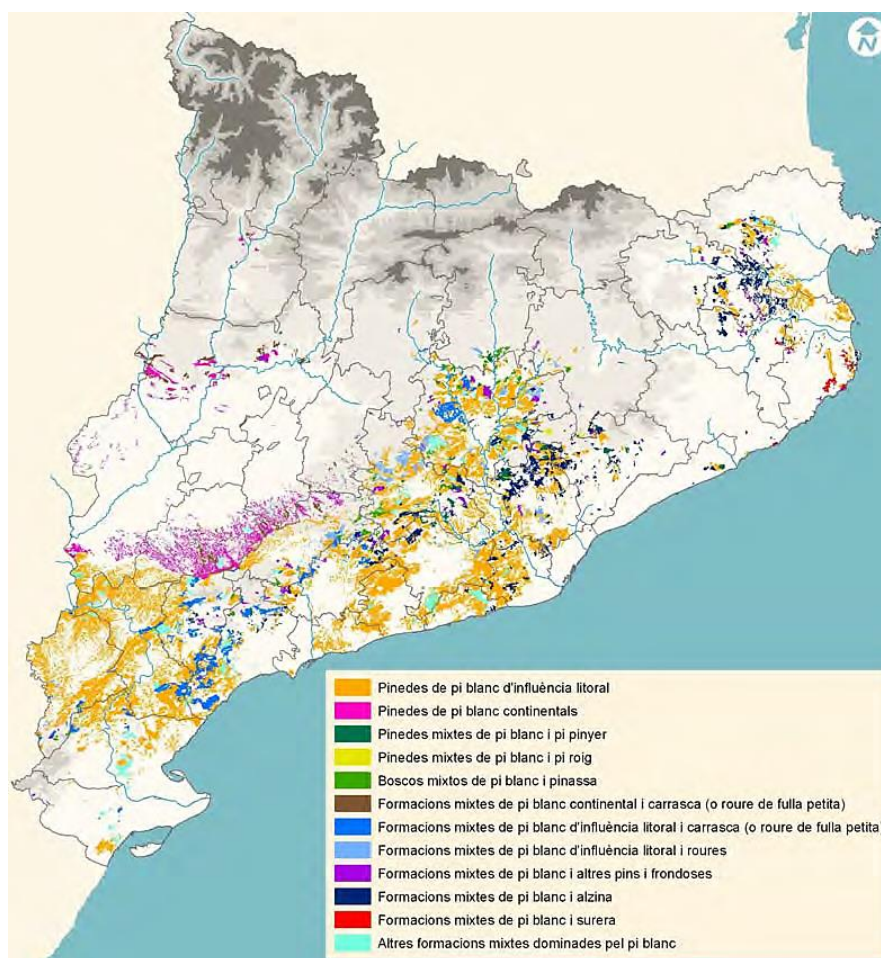 N
Pinedes de pi blanc d'influència litoral
Pinedes de pi blanc continentals
Pinedes mixtes de pi blanc i pi pinyer
Pinedes mixtes de pi blanc i pi roig
Boscos mixtos de pi blanc i pinassa
Formacions mixtes de pi blanc continental i carrasca (o roure de fulla petita)
Formacions mixtes de pi blanc d'influència litoral i carrasca (o roure de fulla petita)
Formacions mixtes de pi blanc d'influència litoral i roures
Formacions mixtes de pi blanc i altres pins i frondoses
Formacions mixtes de pi blanc i alzina
Formacions mixtes de pi blanc i surera
Altres formacions mixtes dominades pel pi blanc